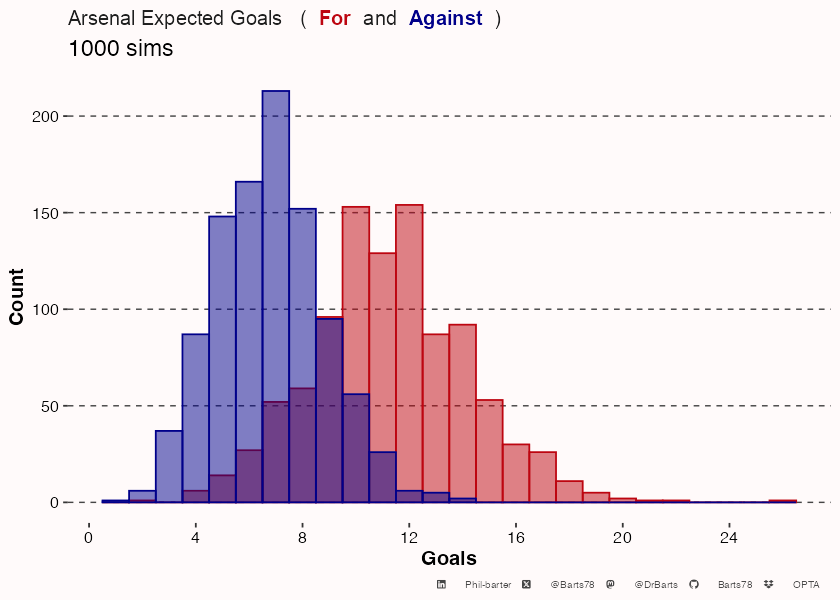 Arsenal Expected Goals ( For and Against )
1000 sims
200
150
100
50
0
Count
0 4 8 12 16 20 24
Goals
Phil-barter @Barts78 @DrBarts Barts78 OPTA